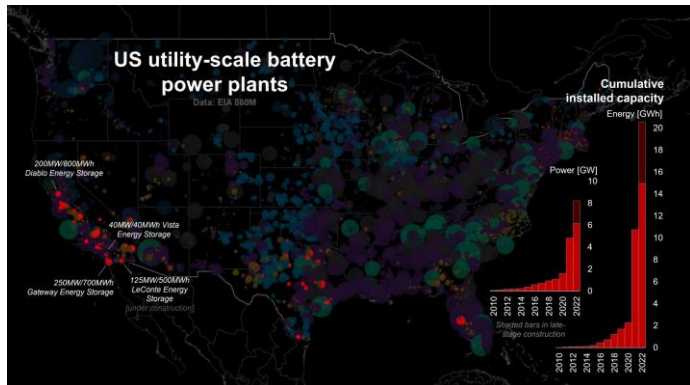 US utility-scale battery
power plants
Data: EIA 860M
Cumulative
installed capacity
Energy [GWh]
20
18
16
14
12
10
8
6
4
2
0
2010
2012
2014
2016
2018
2020
2022
Power [GW]
10
8
6
4
2
0
2010
2012
2014
2016
2018
2020
2022
Shaded bars in late-
stage construction
200MW/800MWh
Diablo Energy Storage
40MW/40MWh Vista
Energy Storage
250MW/700MWh
Gateway Energy Storage
125MW/500MWh
LeConte Energy
Storage
[under construction]